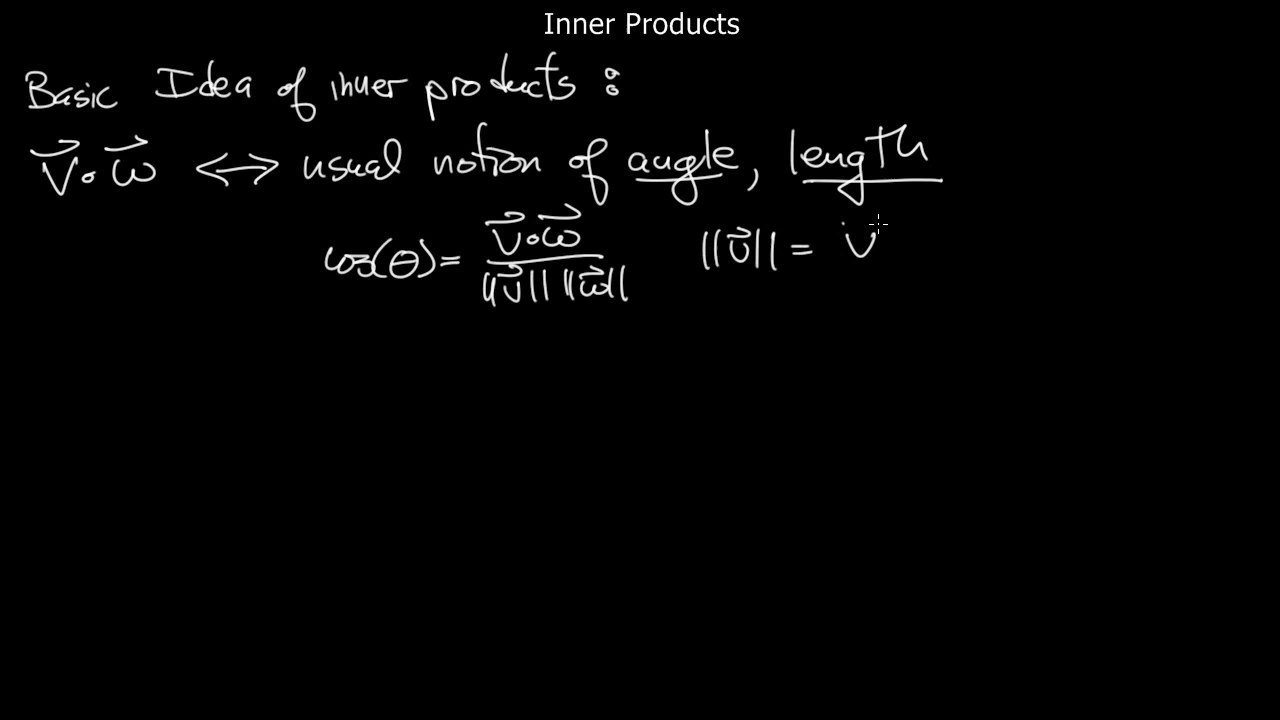 Inner Products
Basic Idea of inner products :
v⃗ ∘ w⃗ ⟷ usual notion of angle, length
cos(θ) = v⃗∘w⃗ / ||v⃗|| ||w⃗|| ||v⃗|| = v